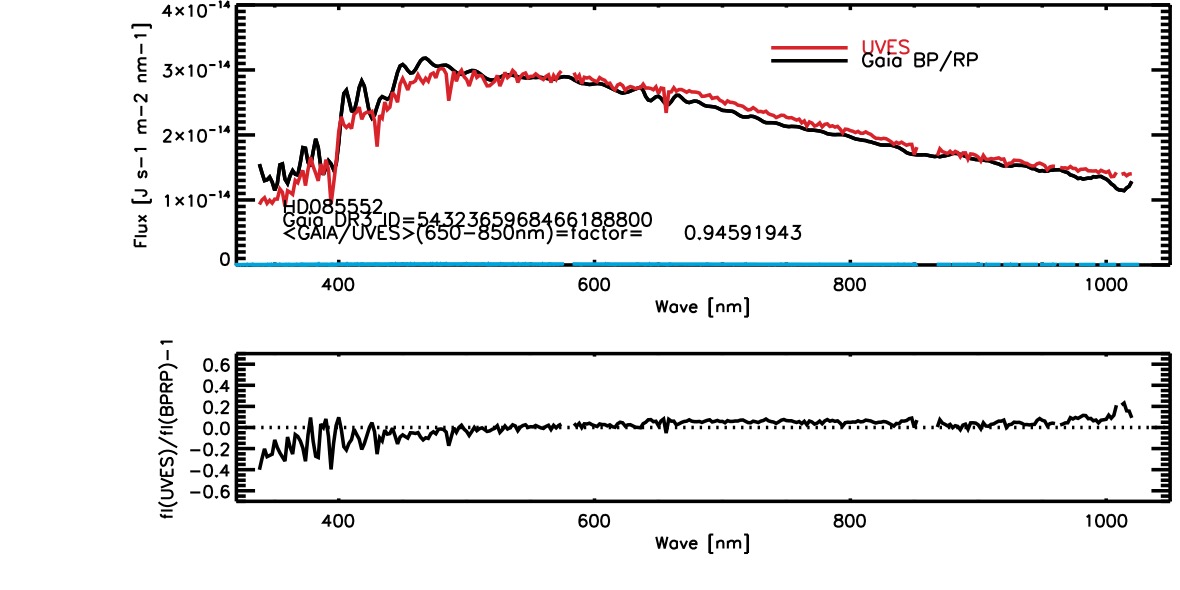 4×10−14
3×10−14
2×10−14
1×10−14
0
Flux [J s−1 m−2 nm−1]
UVES
Gaia BP/RP
HD085552
Gaia DR3 ID=5432365968466188800
<GAIA/UVES>(650−850nm)=factor= 0.94591943
400 600 800 1000
Wave [nm]
fl(UVES)/fl(BPRP)−1
0.6
0.4
0.2
0.0
−0.2
−0.4
−0.6
400 600 800 1000
Wave [nm]